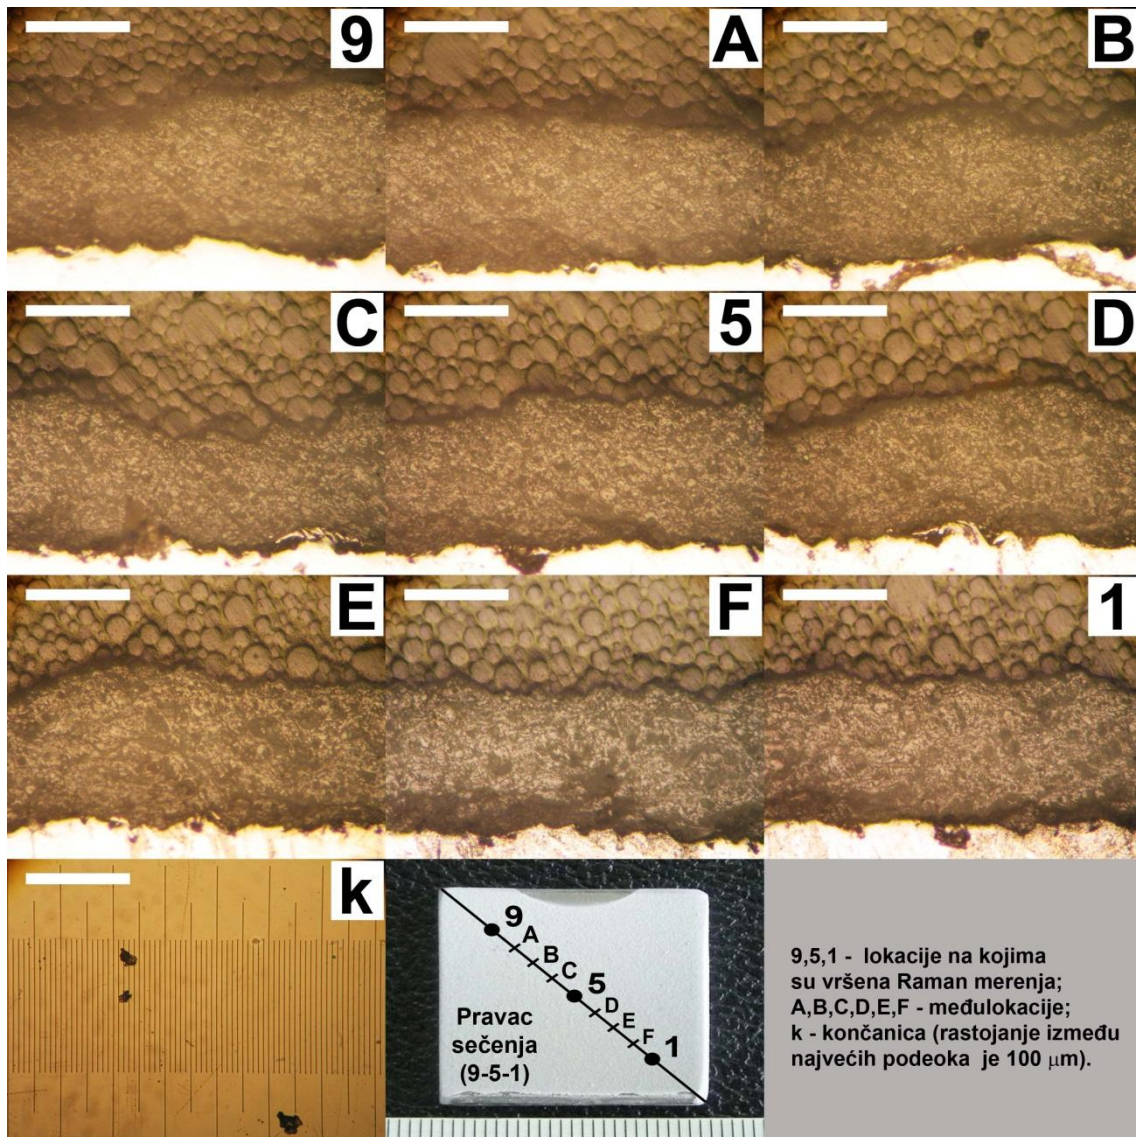 9
A
B
C
5
D
E
F
1
k
9
A
B
C
5
D
E
F
1
Pravac
sečenja
(9-5-1)
9,5,1 - lokacije na kojima
su vršena Raman merenja;
A,B,C,D,E,F - međulokacije;
k - končanica (rastojanje između
najvećih podeoka je 100 μm).